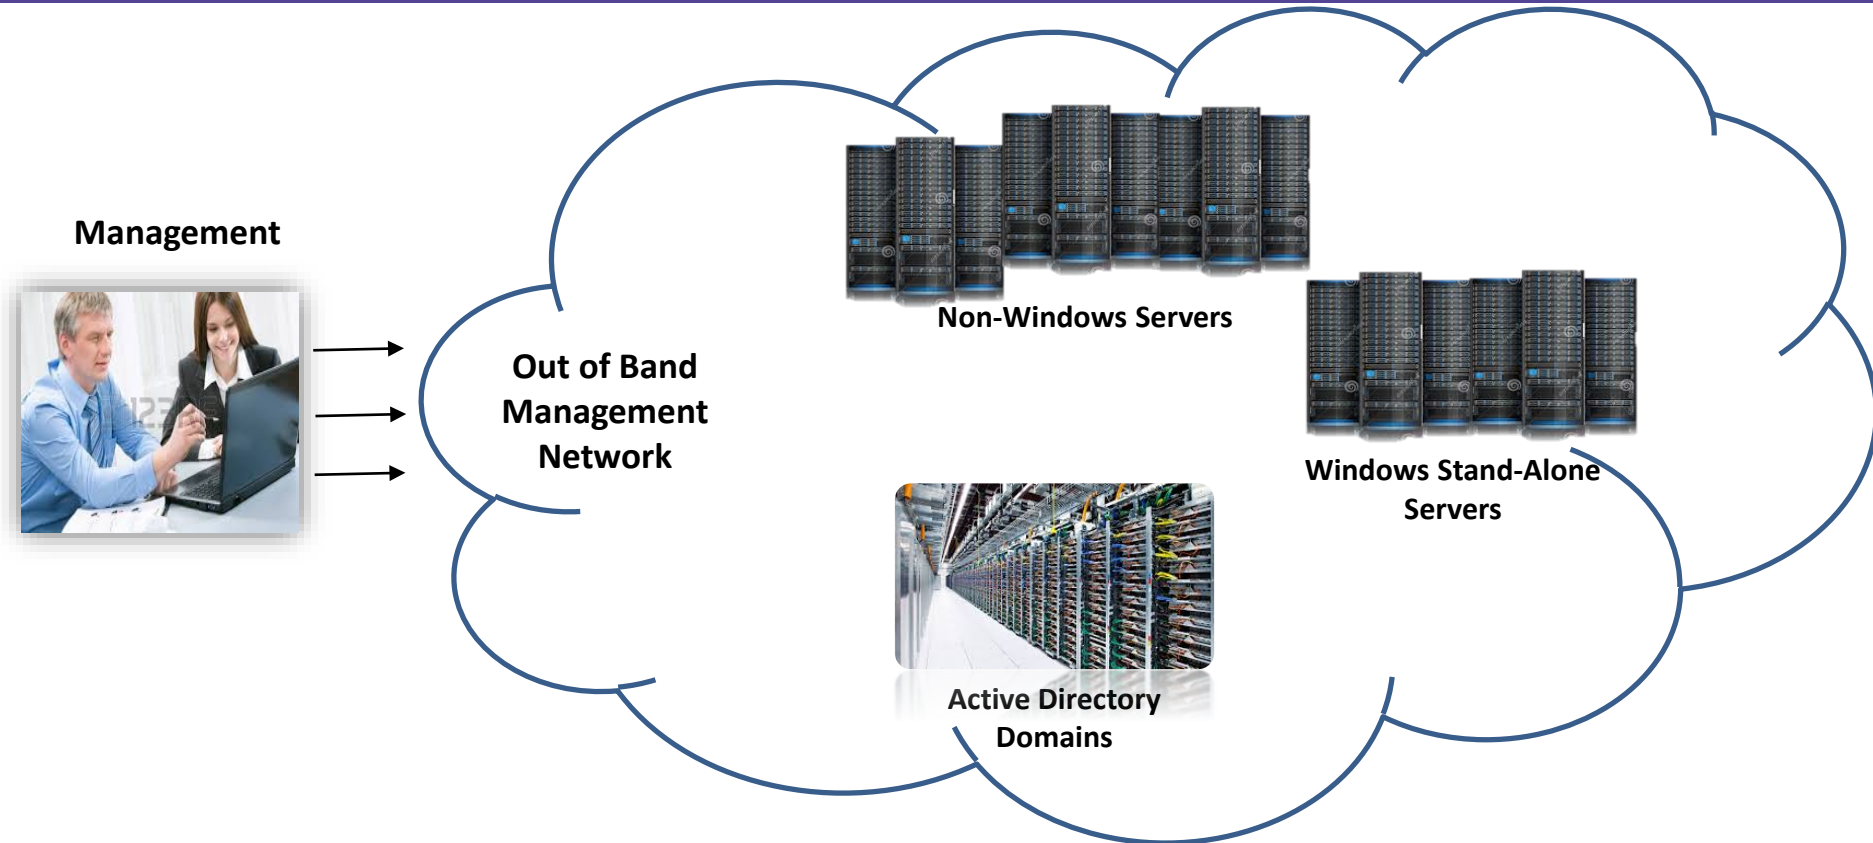 Management
Out of Band
Management
Network
Non-Windows Servers
Windows Stand-Alone
Servers
Active Directory
Domains